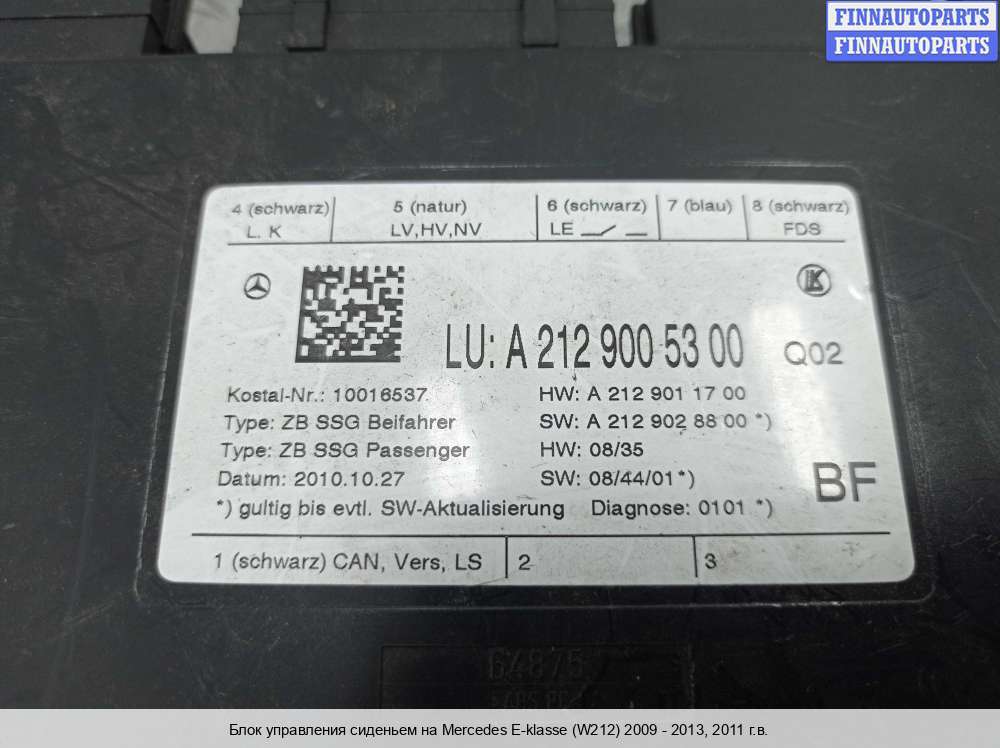 FINNAUTOPARTS
FINNAUTOPARTS
4 (schwarz) 5 (natur) 6 (schwarz) 7 (blau) 8 (schwarz)
L. K LV,HV,NV LE FDS
LU: A 212 900 53 00 Q02
Kostal-Nr.: 10016537 HW: A 212 901 17 00
Type: ZB SSG Beifahrer SW: A 212 902 88 00 *)
Type: ZB SSG Passenger HW: 08/35
Datum: 2010.10.27 SW: 08/44/01 *)
BF
*) gultig bis evtl. SW-Aktualisierung Diagnose: 0101 *)
1 (schwarz) CAN, Vers, LS 2 3
64875
Блок управления сиденьем на Mercedes E-klasse (W212) 2009 - 2013, 2011 г.в.